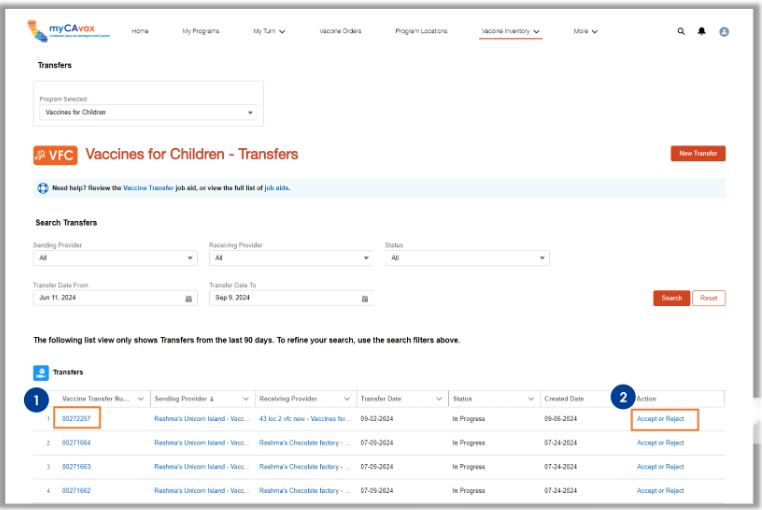 myCAvax
California Vaccine Management System
Home My Programs My Turn Vaccine Orders Program Locations Vaccine Inventory More
Transfers
Program Selected
Vaccines for Children
VFC Vaccines for Children - Transfers
New Transfer
Need help? Review the Vaccine Transfer job aid, or view the full list of job aids.
Search Transfers
Sending Provider Receiving Provider Status
All All All
Transfer Date From Transfer Date To
Jun 11, 2024 Sep 9, 2024
Search Reset
The following list view only shows Transfers from the last 90 days. To refine your search, use the search filters above.
Transfers
1 2
Vaccine Transfer Nu... Sending Provider Receiving Provider Transfer Date Status Created Date Action
1 00272257 Reshma's Unicorn Island - Vacc... 43 loc 2 vfc new - Vaccines for... 09-02-2024 In Progress 09-06-2024 Accept or Reject
2 00271664 Reshma's Unicorn Island - Vacc... Reshma's Chocolate factory - ... 07-09-2024 In Progress 07-24-2024 Accept or Reject
3 00271663 Reshma's Unicorn Island - Vacc... Reshma's Chocolate factory - ... 07-09-2024 In Progress 07-24-2024 Accept or Reject
4 00271662 Reshma's Unicorn Island - Vacc... Reshma's Chocolate factory - ... 07-09-2024 In Progress 07-24-2024 Accept or Reject